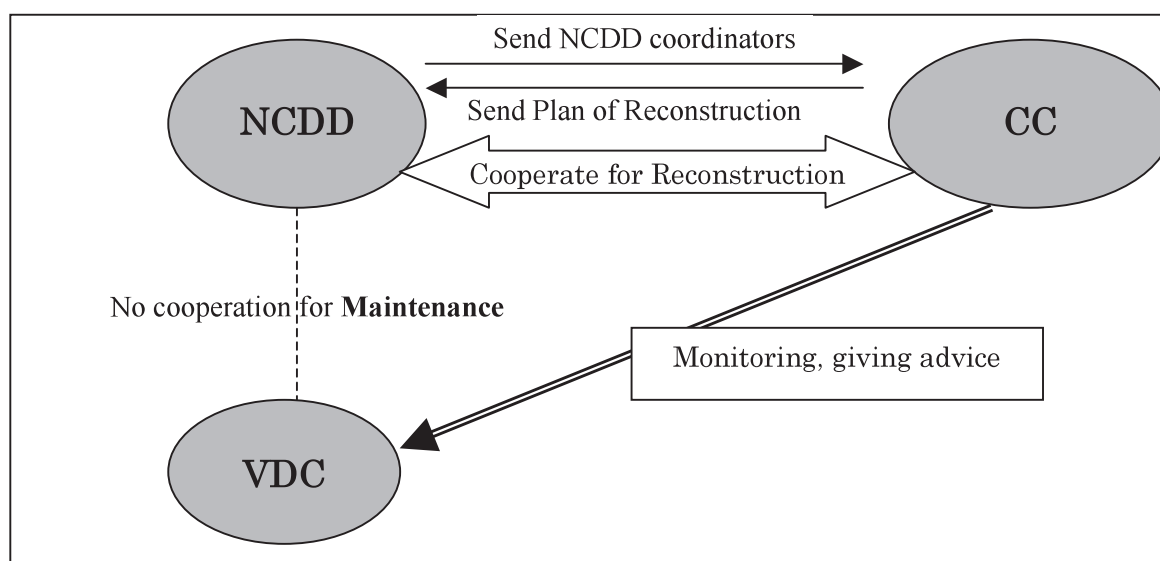 Send NCDD coordinators
NCDD
CC
Send Plan of Reconstruction
Cooperate for Reconstruction
No cooperation for Maintenance
Monitoring, giving advice
VDC